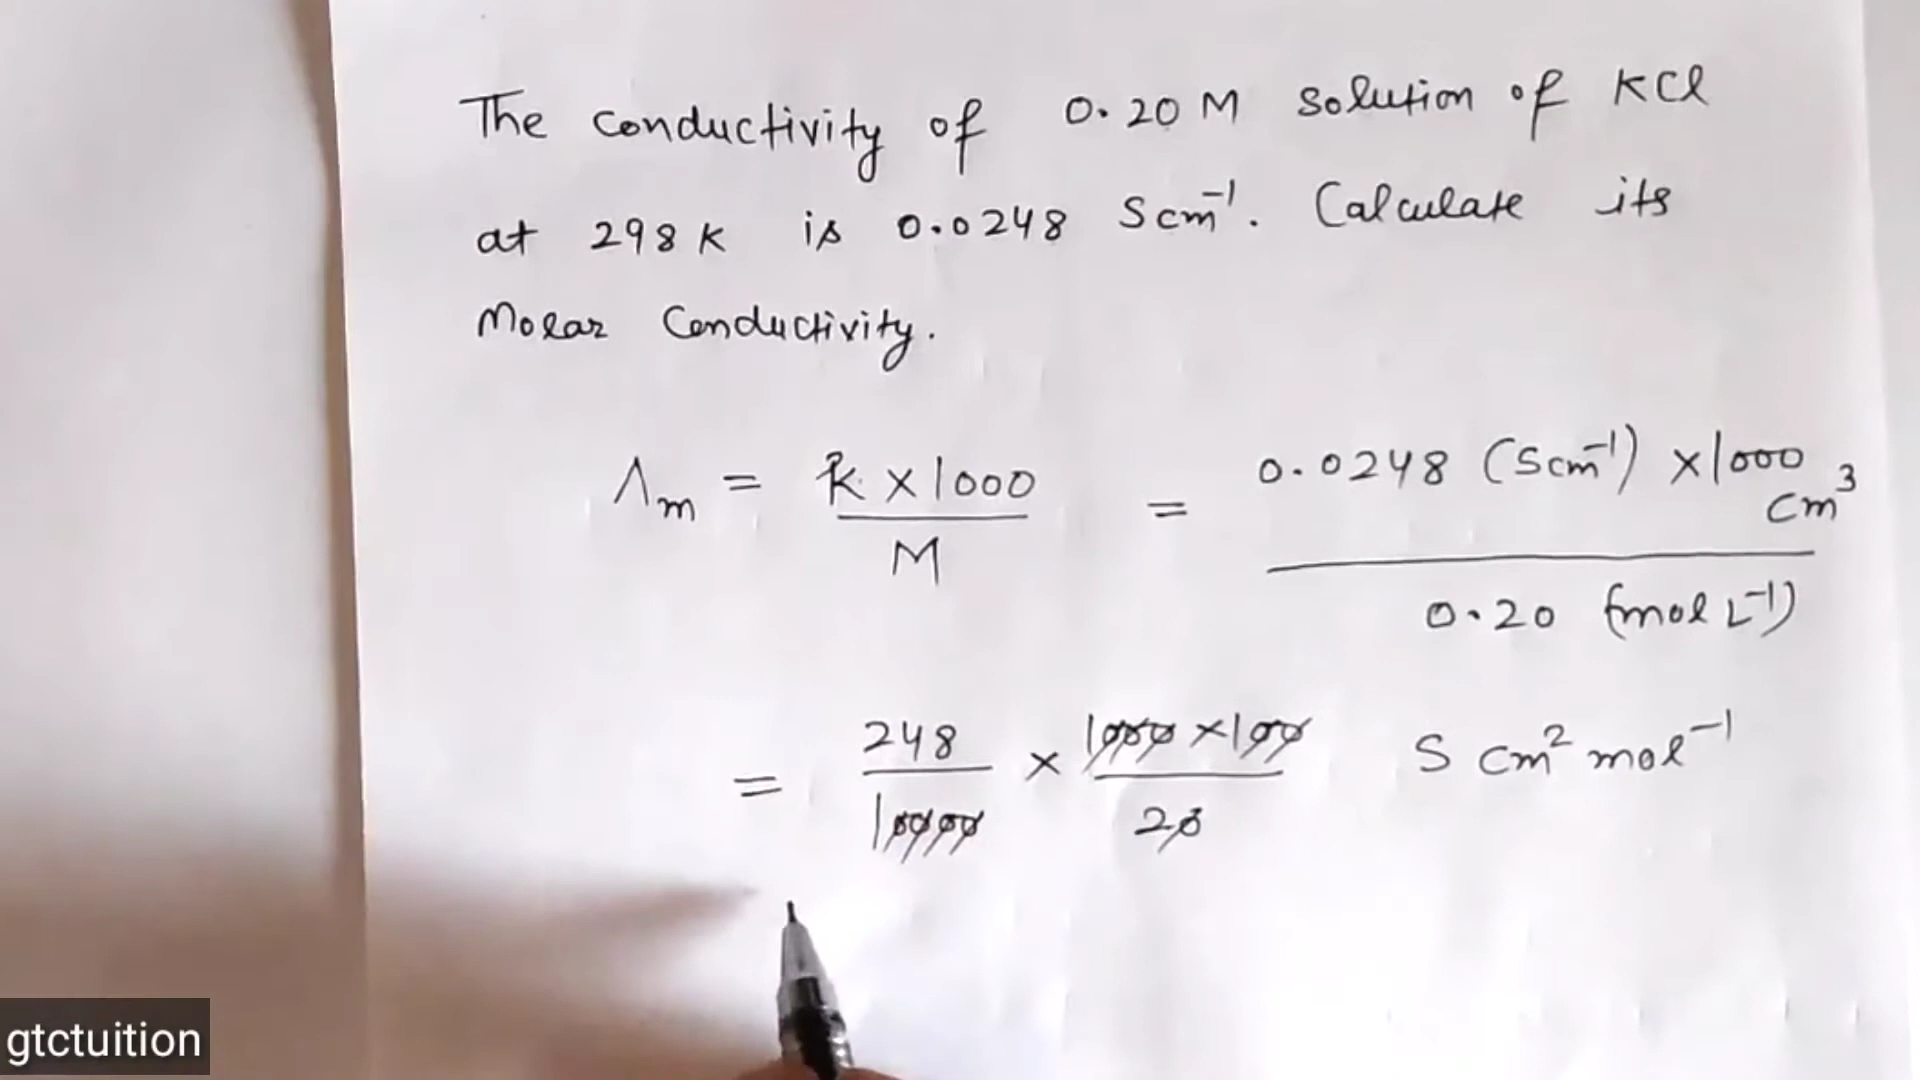 The conductivity of 0.20 M solution of KCl
at 298 K is 0.0248 S cm⁻¹. Calculate its
Molar Conductivity.
Λm = κ × 1000 / M = 0.0248 (S cm⁻¹) × 1000 cm³ / 0.20 (mol L⁻¹)
= 248 / 10000 × 1000 × 100 / 20 S cm² mol⁻¹
gtctuition